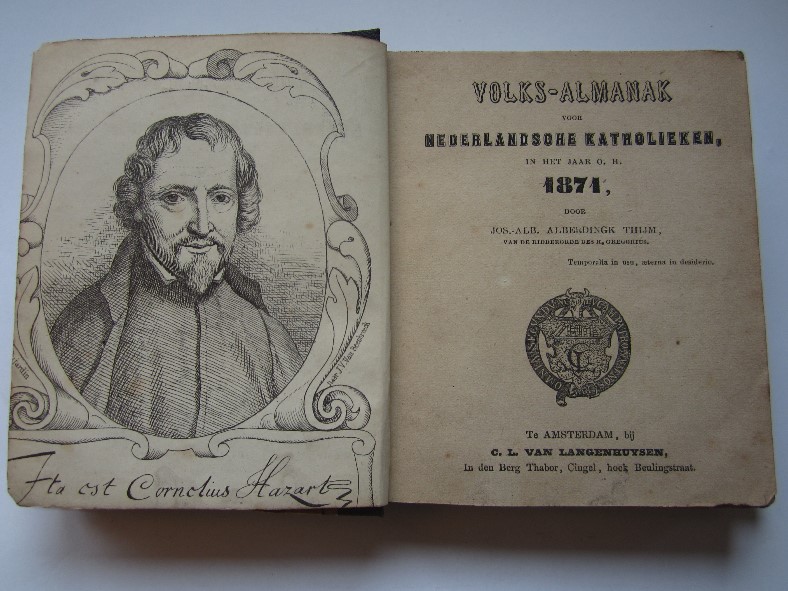 Ita est Cornelius Hazart
VOLKS-ALMANAK
VOOR
NEDERLANDSCHE KATHOLIEKEN,
IN HET JAAR O. H.
1871,
DOOR
JOS.-ALB. ALBERDINGK THIJM,
VAN DE RIDDERORDE DES H. GREGORIUS.
Temporalia in usu, æterna in desiderio.
Te AMSTERDAM, bij
C. L. VAN LANGENHUYSEN,
In den Berg Thabor, Cingel, hoek Beulingstraat.